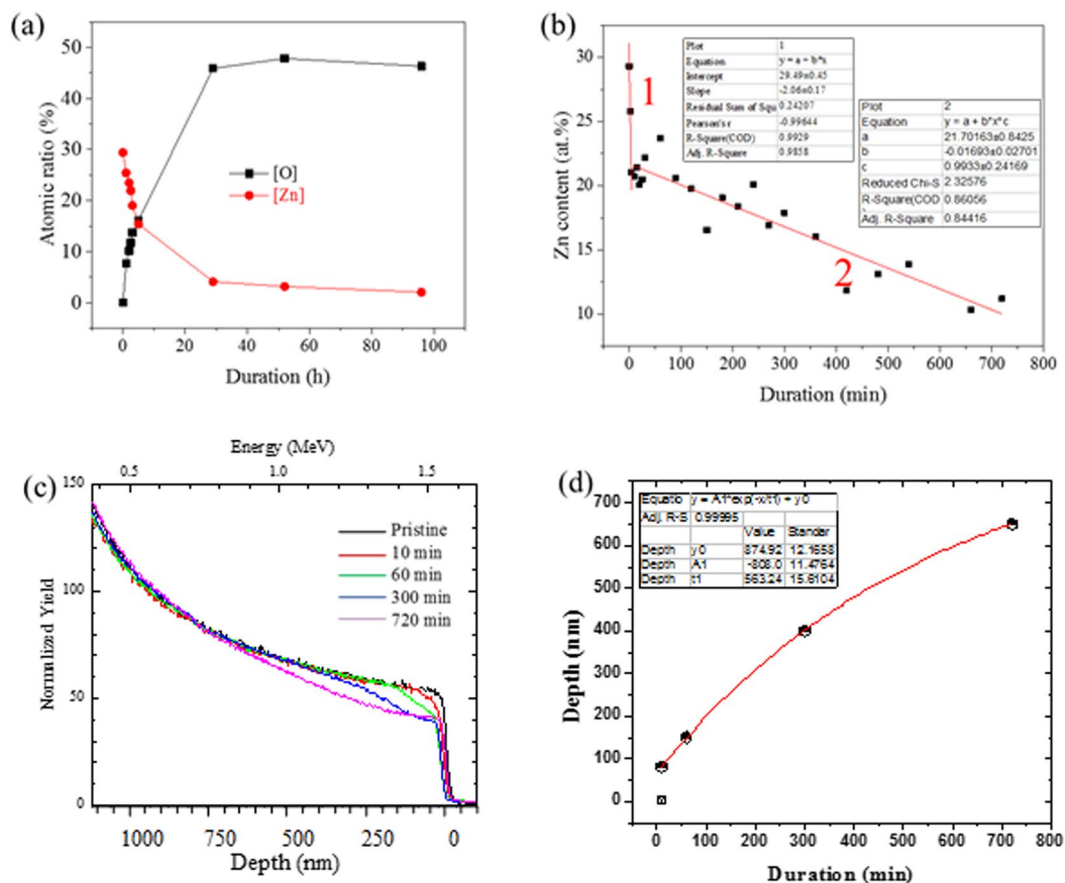 (a)
50
40
30
20
10
0
Atomic ratio (%)
[O]
[Zn]
0 20 40 60 80 100
Duration (h)
(b)
30
25
20
15
10
Zn content (at.%)
1
2
Plot 1
Equation y = a + b*x
Intercept 29.49±0.45
Slope -2.06±0.17
Residual Sum of Squ 0.24207
Pearson's r -0.99644
R-Square(COD) 0.9929
Adj. R-Square 0.9858
Plot 2
Equation y = a + b*x^c
a 21.70163±0.8425
b -0.01693±0.02701
c 0.9933±0.24169
Reduced Chi-S 2.32576
R-Square(COD 0.86056
Adj. R-Square 0.84416
0 100 200 300 400 500 600 700 800
Duration (min)
(c)
Energy (MeV)
0.5 1.0 1.5
150
100
50
0
Normalized Yield
Pristine
10 min
60 min
300 min
720 min
1000 750 500 250 0
Depth (nm)
(d)
700
600
500
400
300
200
100
0
Depth (nm)
Equatio y = A1*exp(-x/t1) + y0
Adj. R-S 0.99995
Value Standar
Depth y0 874.92 12.1658
Depth A1 -808.0 11.4764
Depth t1 563.24 15.6104
0 100 200 300 400 500 600 700 800
Duration (min)